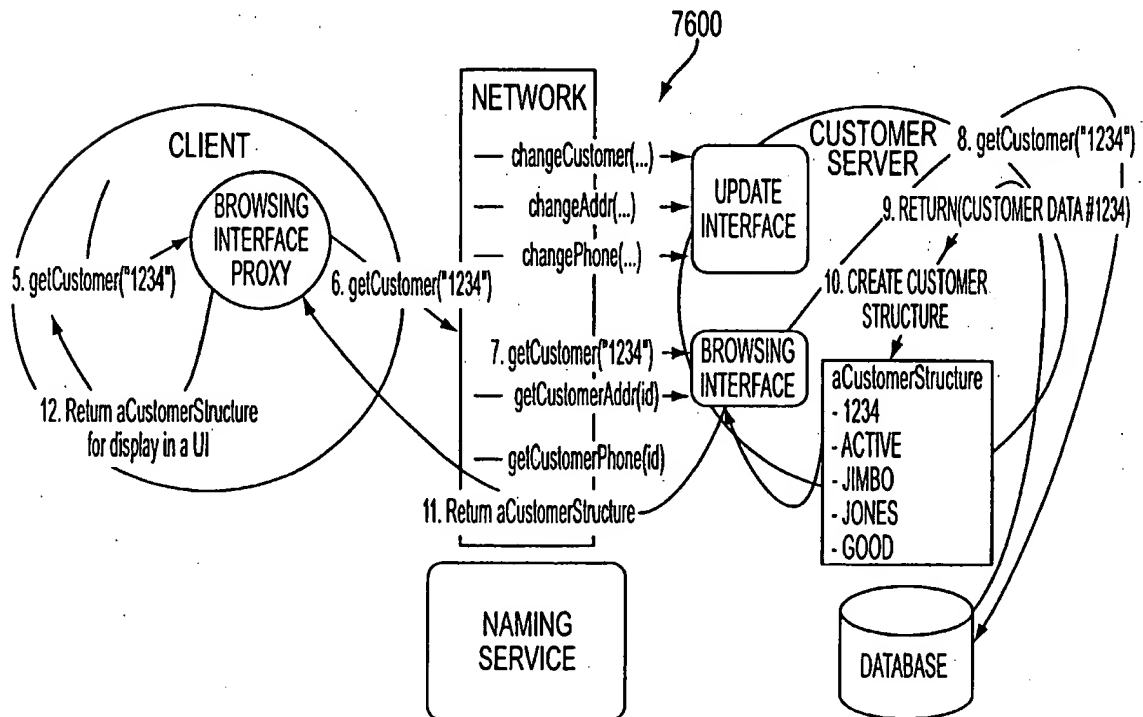 7600
NETWORK
CLIENT
CUSTOMER
SERVER
8. getCustomer("1234")
changeCustomer(...)
UPDATE
INTERFACE
changeAddr(...)
changePhone(...)
9. RETURN(CUSTOMER DATA #1234)
BROWSING
INTERFACE
PROXY
5. getCustomer("1234")
6. getCustomer("1234")
10. CREATE CUSTOMER
STRUCTURE
7. getCustomer("1234")
getCustomerAddr(id)
BROWSING
INTERFACE
getCustomerPhone(id)
aCustomerStructure
- 1234
- ACTIVE
- JIMBO
- JONES
- GOOD
12. Return aCustomerStructure
for display in a UI
11. Return aCustomerStructure
NAMING
SERVICE
DATABASE